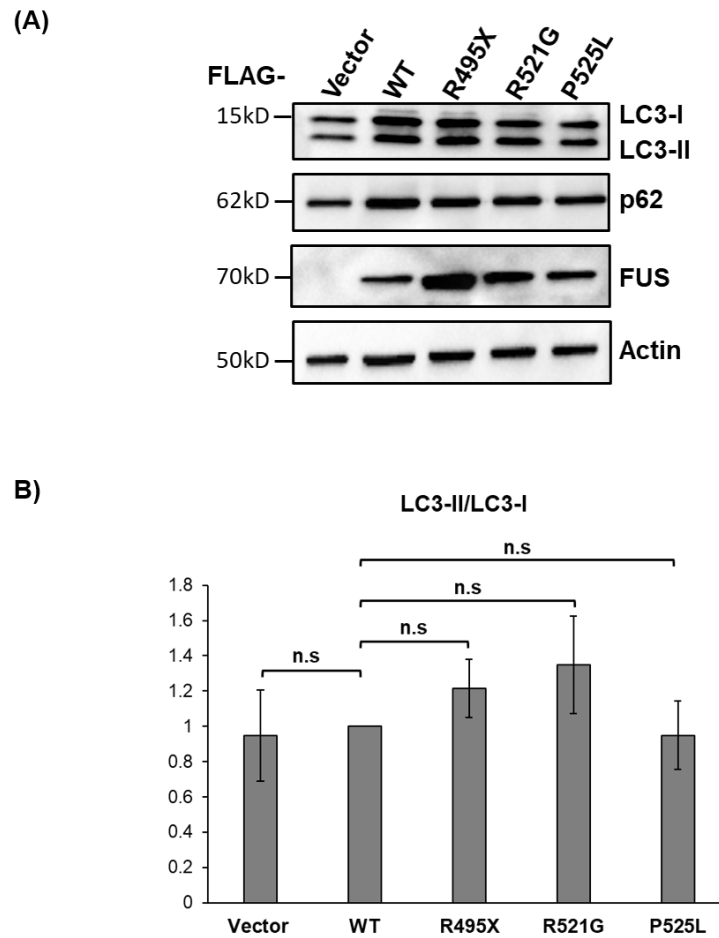 (A)
FLAG- Vector WT R495X R521G P525L
15kD LC3-I
LC3-II
62kD p62
70kD FUS
50kD Actin
B)
LC3-II/LC3-I
n.s
n.s
n.s
n.s
1.8
1.6
1.4
1.2
1
0.8
0.6
0.4
0.2
0
Vector WT R495X R521G P525L